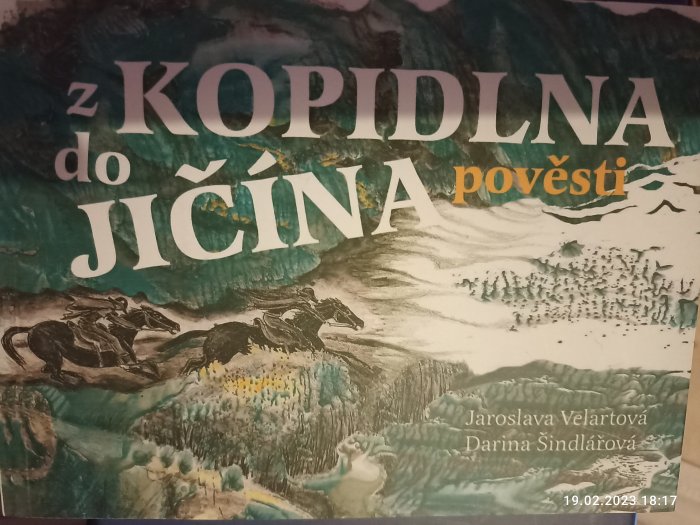 z KOPIDLNA
do
JIČÍNA
pověsti
Jaroslava Velartová
Darina Šindlářová
19.02.2023 18:17